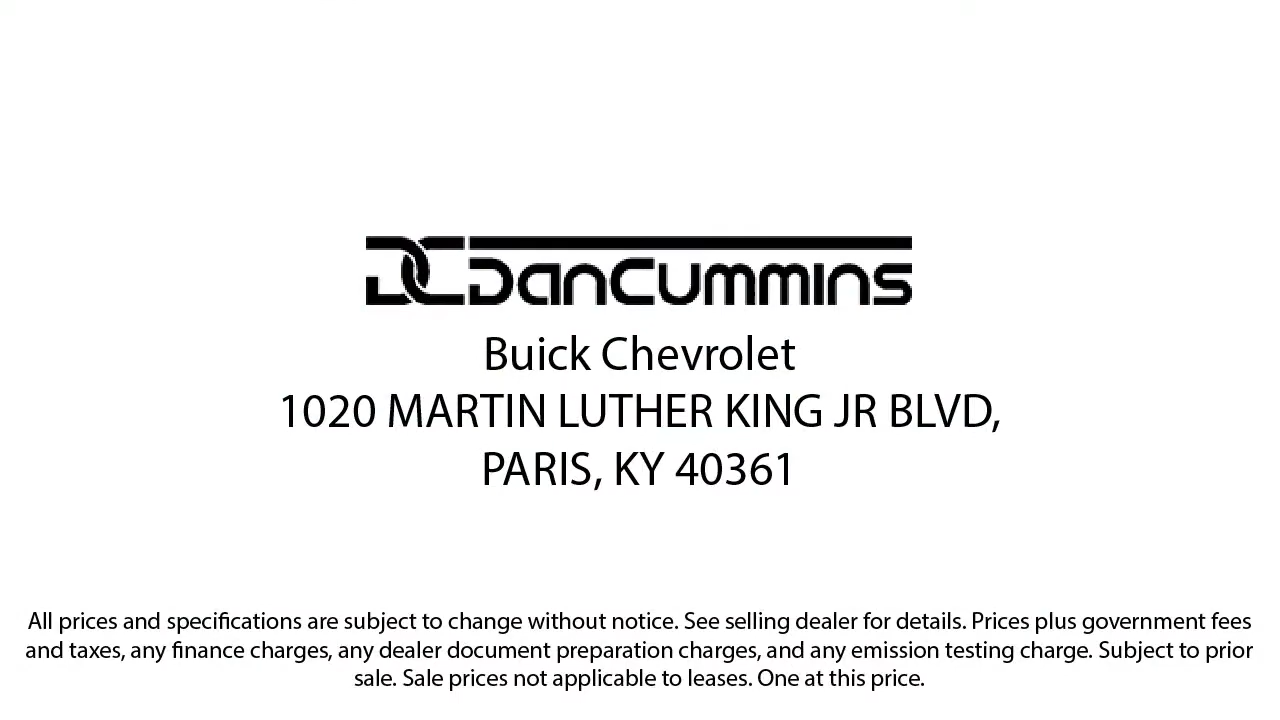 DC DanCummins
Buick Chevrolet
1020 MARTIN LUTHER KING JR BLVD,
PARIS, KY 40361
All prices and specifications are subject to change without notice. See selling dealer for details. Prices plus government fees
and taxes, any finance charges, any dealer document preparation charges, and any emission testing charge. Subject to prior
sale. Sale prices not applicable to leases. One at this price.